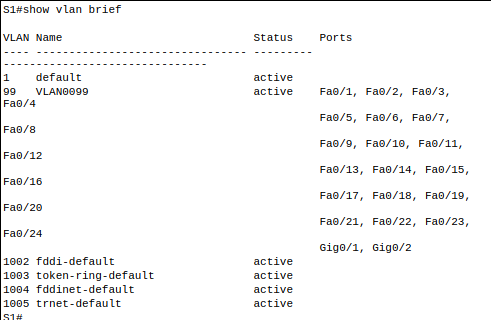 S1#show vlan brief
VLAN Name                             Status    Ports
---- -------------------------------- ---------
-------------------------------
1    default                          active
99   VLAN0099                         active    Fa0/1, Fa0/2, Fa0/3,
Fa0/4
                                                Fa0/5, Fa0/6, Fa0/7,
Fa0/8
                                                Fa0/9, Fa0/10, Fa0/11,
Fa0/12
                                                Fa0/13, Fa0/14, Fa0/15,
Fa0/16
                                                Fa0/17, Fa0/18, Fa0/19,
Fa0/20
                                                Fa0/21, Fa0/22, Fa0/23,
Fa0/24
                                                Gig0/1, Gig0/2
1002 fddi-default                     active
1003 token-ring-default               active
1004 fddinet-default                  active
1005 trnet-default                    active
S1#